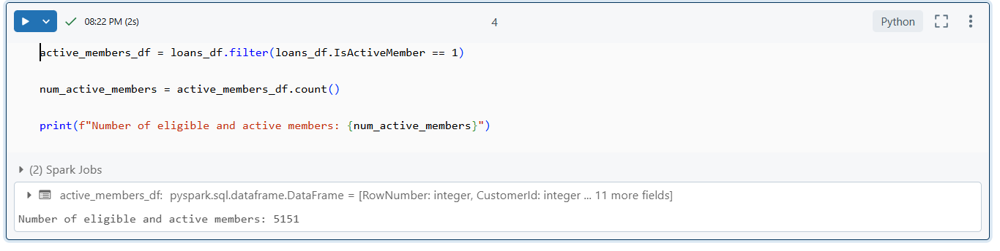 08:22 PM (2s)
4
Python
active_members_df = loans_df.filter(loans_df.IsActiveMember == 1)
num_active_members = active_members_df.count()
print(f"Number of eligible and active members: {num_active_members}")
(2) Spark Jobs
active_members_df: pyspark.sql.dataframe.DataFrame = [RowNumber: integer, CustomerId: integer ... 11 more fields]
Number of eligible and active members: 5151